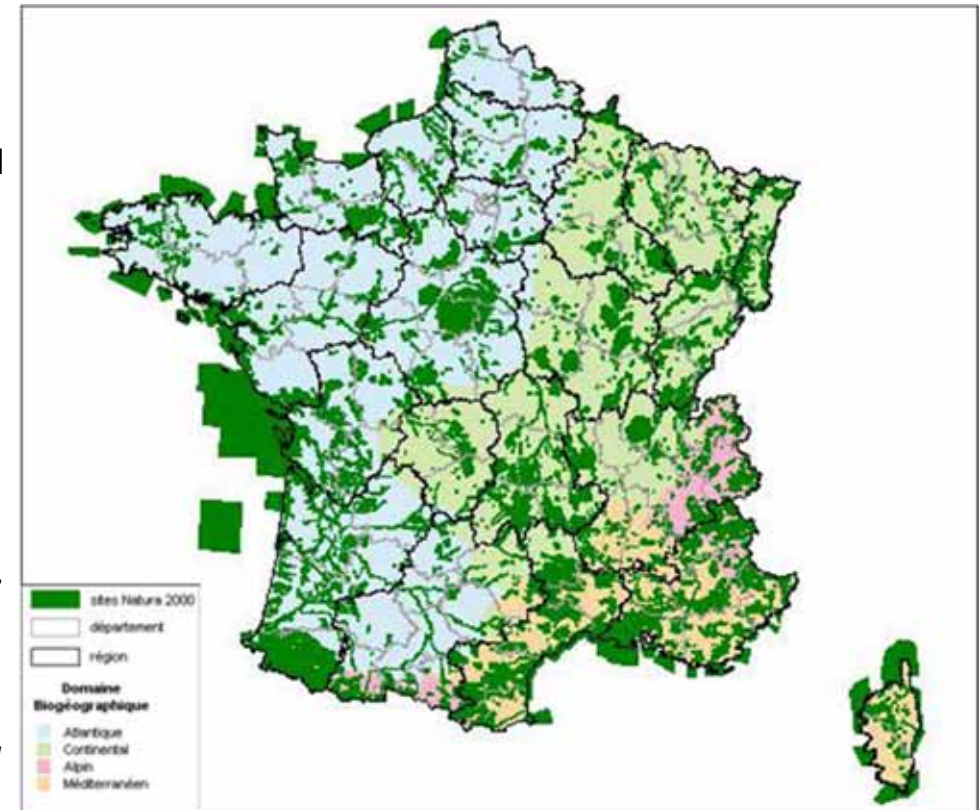 sites Natura 2000
département
région
Domaine
Biogéographique
Atlantique
Continental
Alpin
Méditerranéen